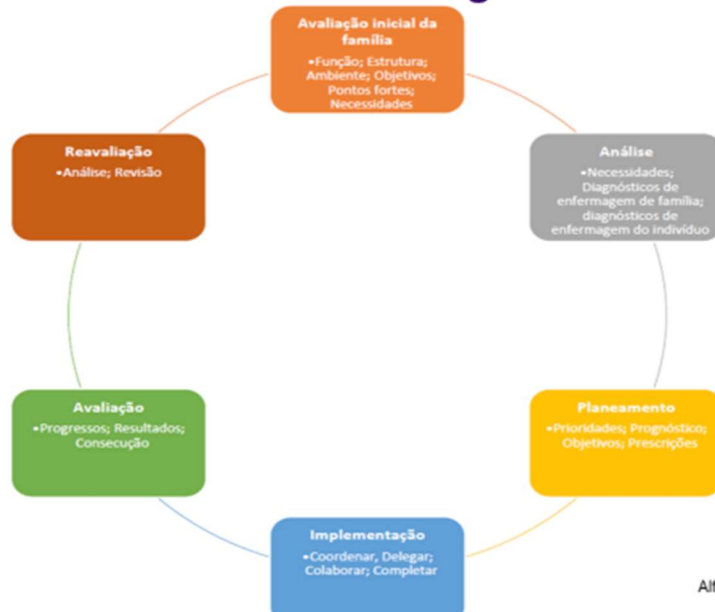 Avaliação inicial da
família
•Função; Estrutura;
Ambiente; Objetivos;
Pontos fortes;
Necessidades
Análise
•Necessidades;
Diagnósticos de
enfermagem de família;
diagnósticos de
enfermagem do indivíduo
Planeamento
•Prioridades; Prognóstico;
Objetivos; Prescrições
Implementação
•Coordenar, Delegar;
Colaborar; Completar
Avaliação
•Progressos; Resultados;
Consecução
Reavaliação
•Análise; Revisão